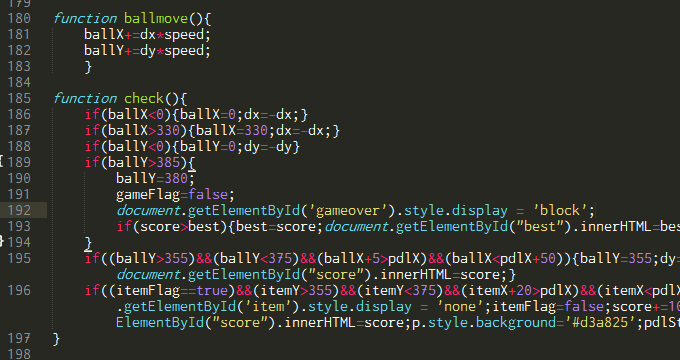 179
180 function ballmove(){
181 ballX+=dx*speed;
182 ballY+=dy*speed;
183 }
184
185 function check(){
186 if(ballX<0){ballX=0;dx=-dx;}
187 if(ballX>330){ballX=330;dx=-dx;}
188 if(ballY<0){ballY=0;dy=-dy}
{ 189 if(ballY>385){
190 ballY=380;
191 gameFlag=false;
192 document.getElementById('gameover').style.display = 'block';
193 if(score>best){best=score;document.getElementById("best").innerHTML=bes
} 194 }
195 if((ballY>355)&&(ballY<375)&&(ballX+5>pdlX)&&(ballX<pdlX+50)){ballY=355;dy=
document.getElementById("score").innerHTML=score;}
196 if((itemFlag==true)&&(itemY>355)&&(itemY<375)&&(itemX+20>pdlX)&&(itemX<pdlX
.getElementById('item').style.display = 'none';itemFlag=false;score+=10
ElementById("score").innerHTML=score;p.style.background='#d3a825';pdlSt
197 }
198